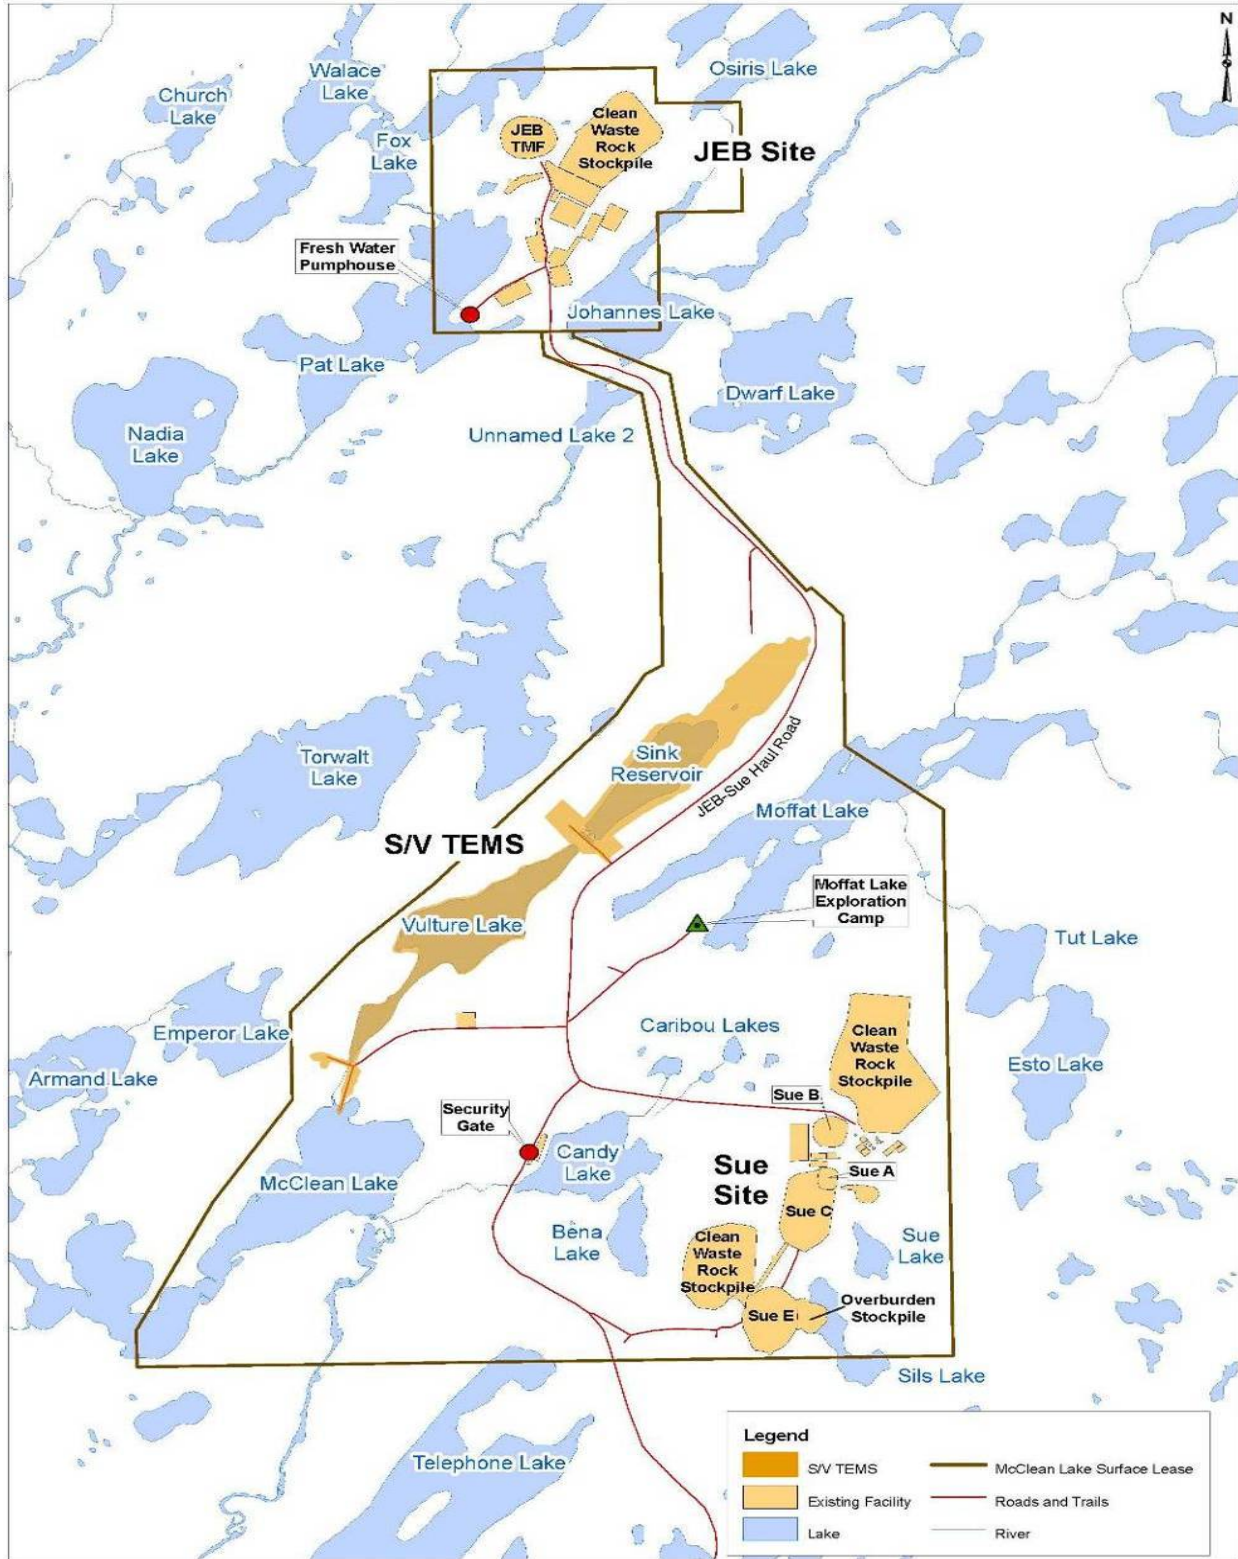 N
Walace
Lake
Osiris Lake
Church
Lake
Clean
Waste
Rock
Stockpile
JEB
TMF
Fox
Lake
JEB Site
Fresh Water
Pumphouse
Johannes Lake
Pat Lake
Dwarf Lake
Nadia
Lake
Unnamed Lake 2
Torwalt
Lake
Sink
Reservoir
JEB-Sue Haul Road
Moffat Lake
S/V TEMS
Moffat Lake
Exploration
Camp
Vulture Lake
Tut Lake
Emperor Lake
Caribou Lakes
Clean
Waste
Rock
Stockpile
Armand Lake
Esto Lake
Sue B
Security
Gate
Candy
Lake
McClean Lake
Sue
Site
Sue A
Sue C
Bena
Lake
Sue
Lake
Clean
Waste
Rock
Stockpile
Overburden
Stockpile
Sue E
Sils Lake
Telephone Lake
Legend
S/V TEMS
McClean Lake Surface Lease
Existing Facility
Roads and Trails
Lake
River